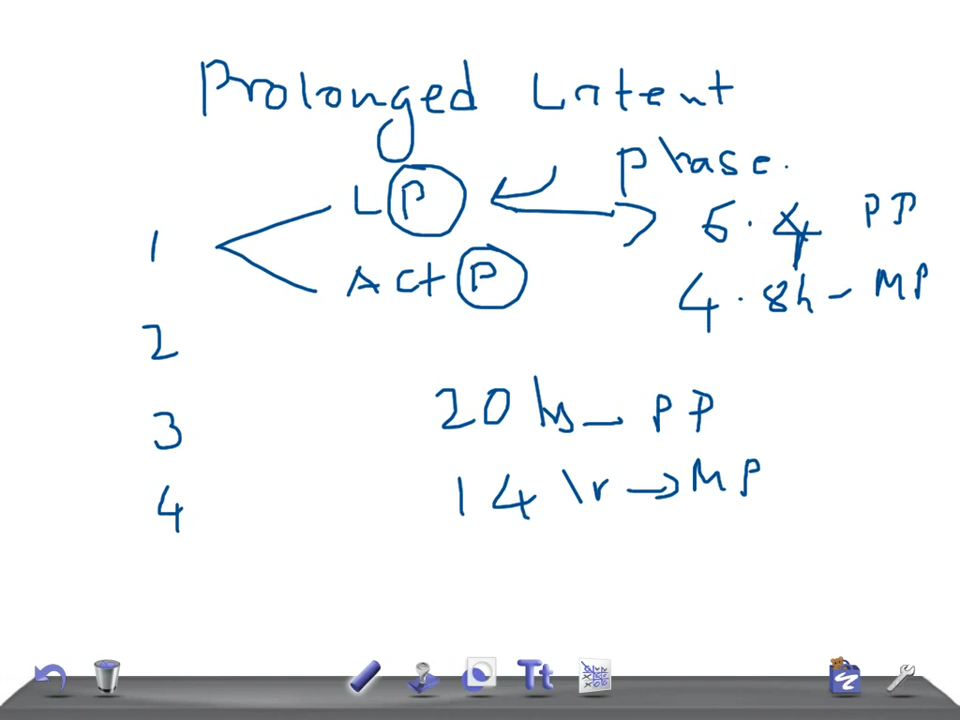 Prolonged Latent
phase.
LP
6.4 PP
1
Act P
4.8h - MP
2
20 hs - PP
3
14 hr → MP
4
Tt